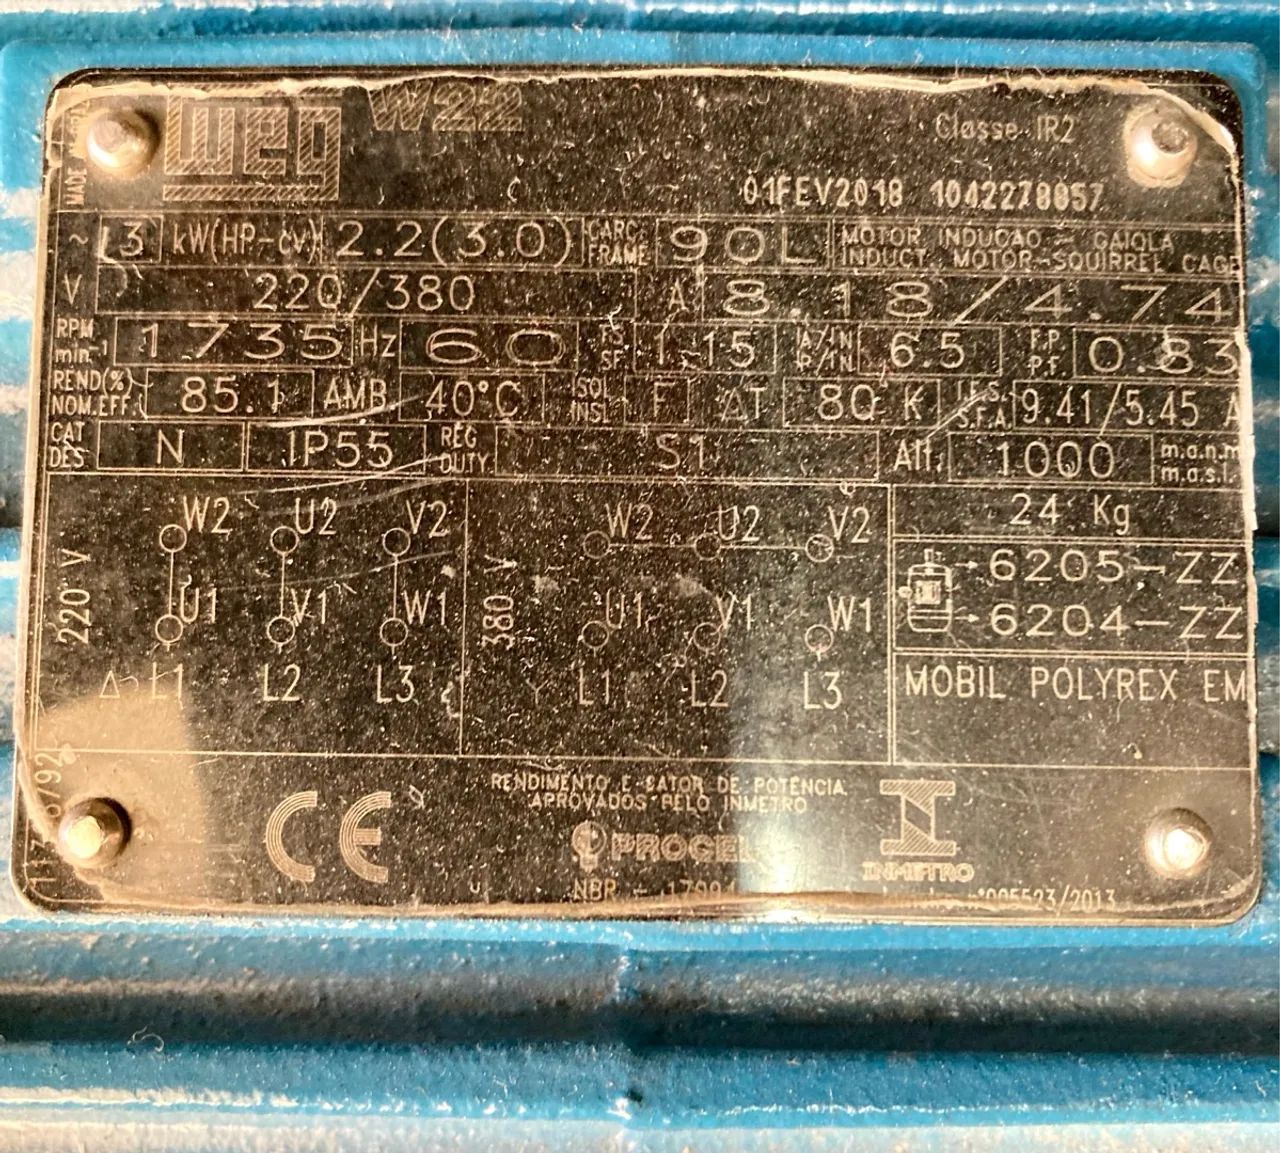 weg W22
Classe IR2
01FEV2018 1042278057
MADE
~ 3 kW(HP-cv) 2.2(3.0) CARC. FRAME 90L MOTOR INDUCAO - GAIOLA
INDUCT. MOTOR-SQUIRREL CAGE
V 220/380 A 8.18/4.74
RPM min-1 1735 Hz 60 FS SF 1.15 IP/IN 6.5 F.P. P.F. 0.83
REND(%) NOM.EFF. 85.1 AMB 40°C ISOL INSL F ΔT 80 K I.F.S. S.F.A. 9.41/5.45 A
CAT DES N IP55 REG DUTY S1 Alt. 1000 m.a.n.m m.a.s.l.
220 V
W2 U2 V2
U1 V1 W1
Δ L1 L2 L3
380 V
W2 U2 V2
U1 V1 W1
Y L1 L2 L3
24 Kg
6205-ZZ
6204-ZZ
MOBIL POLYREX EM
CE
RENDIMENTO E FATOR DE POTÊNCIA
APROVADOS PELO INMETRO
PROCEL
INMETRO
NBR -
005523/2013